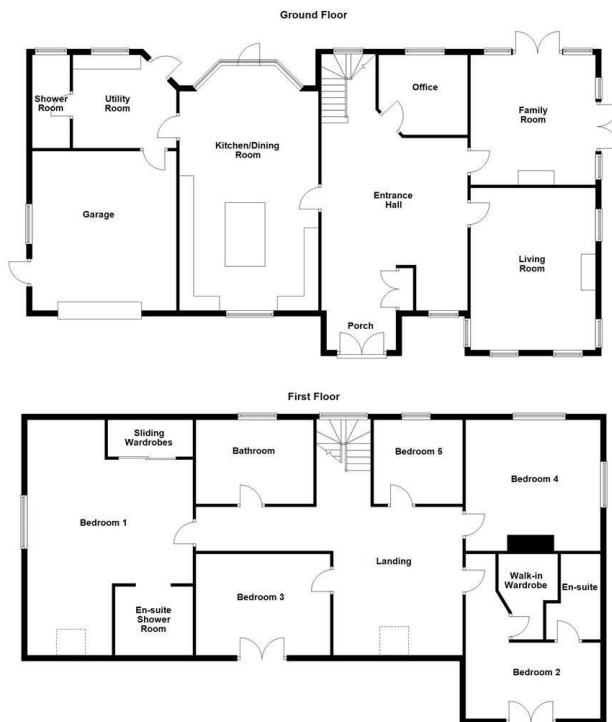 Ground Floor
Shower
Room
Utility
Room
Kitchen/Dining
Room
Office
Family
Room
Garage
Entrance
Hall
Living
Room
Porch
First Floor
Sliding
Wardrobes
Bathroom
Bedroom 5
Bedroom 4
Bedroom 1
Landing
En-suite
Shower
Room
Bedroom 3
Walk-in
Wardrobe
En-suite
Bedroom 2